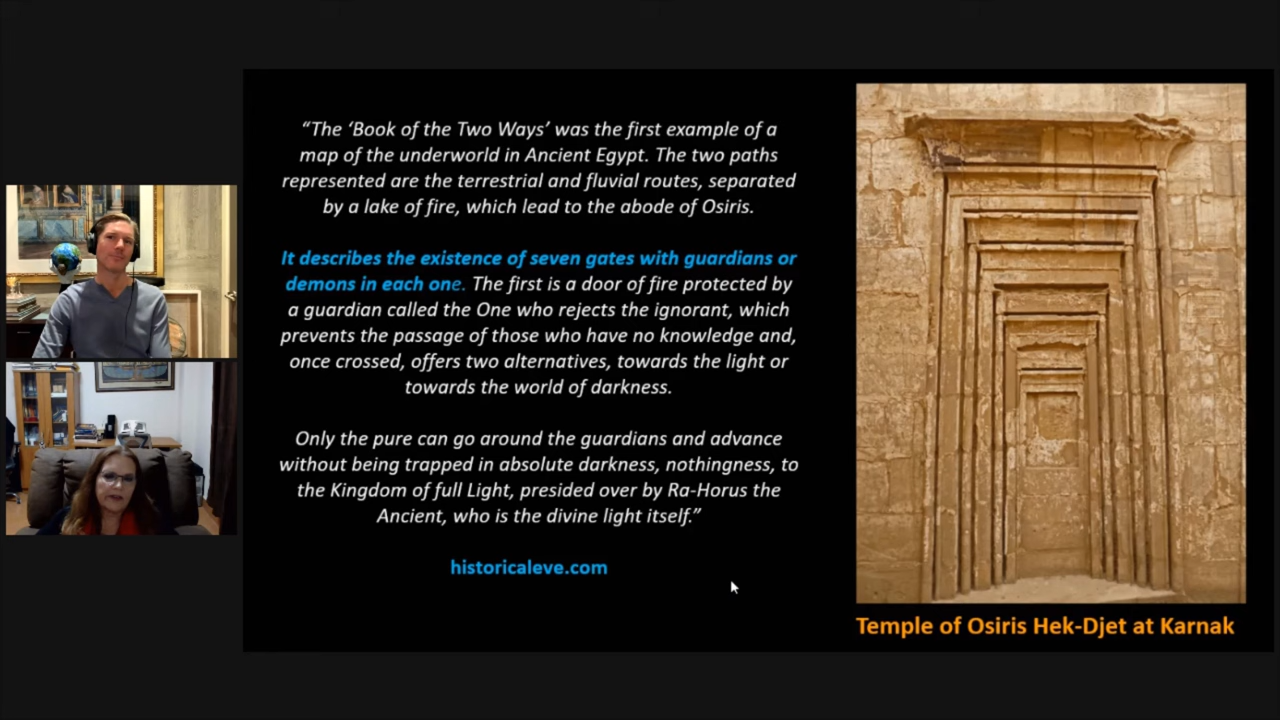 “The ‘Book of the Two Ways’ was the first example of a
map of the underworld in Ancient Egypt. The two paths
represented are the terrestrial and fluvial routes, separated
by a lake of fire, which lead to the abode of Osiris.
It describes the existence of seven gates with guardians or
demons in each one. The first is a door of fire protected by
a guardian called the One who rejects the ignorant, which
prevents the passage of those who have no knowledge and,
once crossed, offers two alternatives, towards the light or
towards the world of darkness.
Only the pure can go around the guardians and advance
without being trapped in absolute darkness, nothingness, to
the Kingdom of full Light, presided over by Ra-Horus the
Ancient, who is the divine light itself.”
historicaleve.com
Temple of Osiris Hek-Djet at Karnak